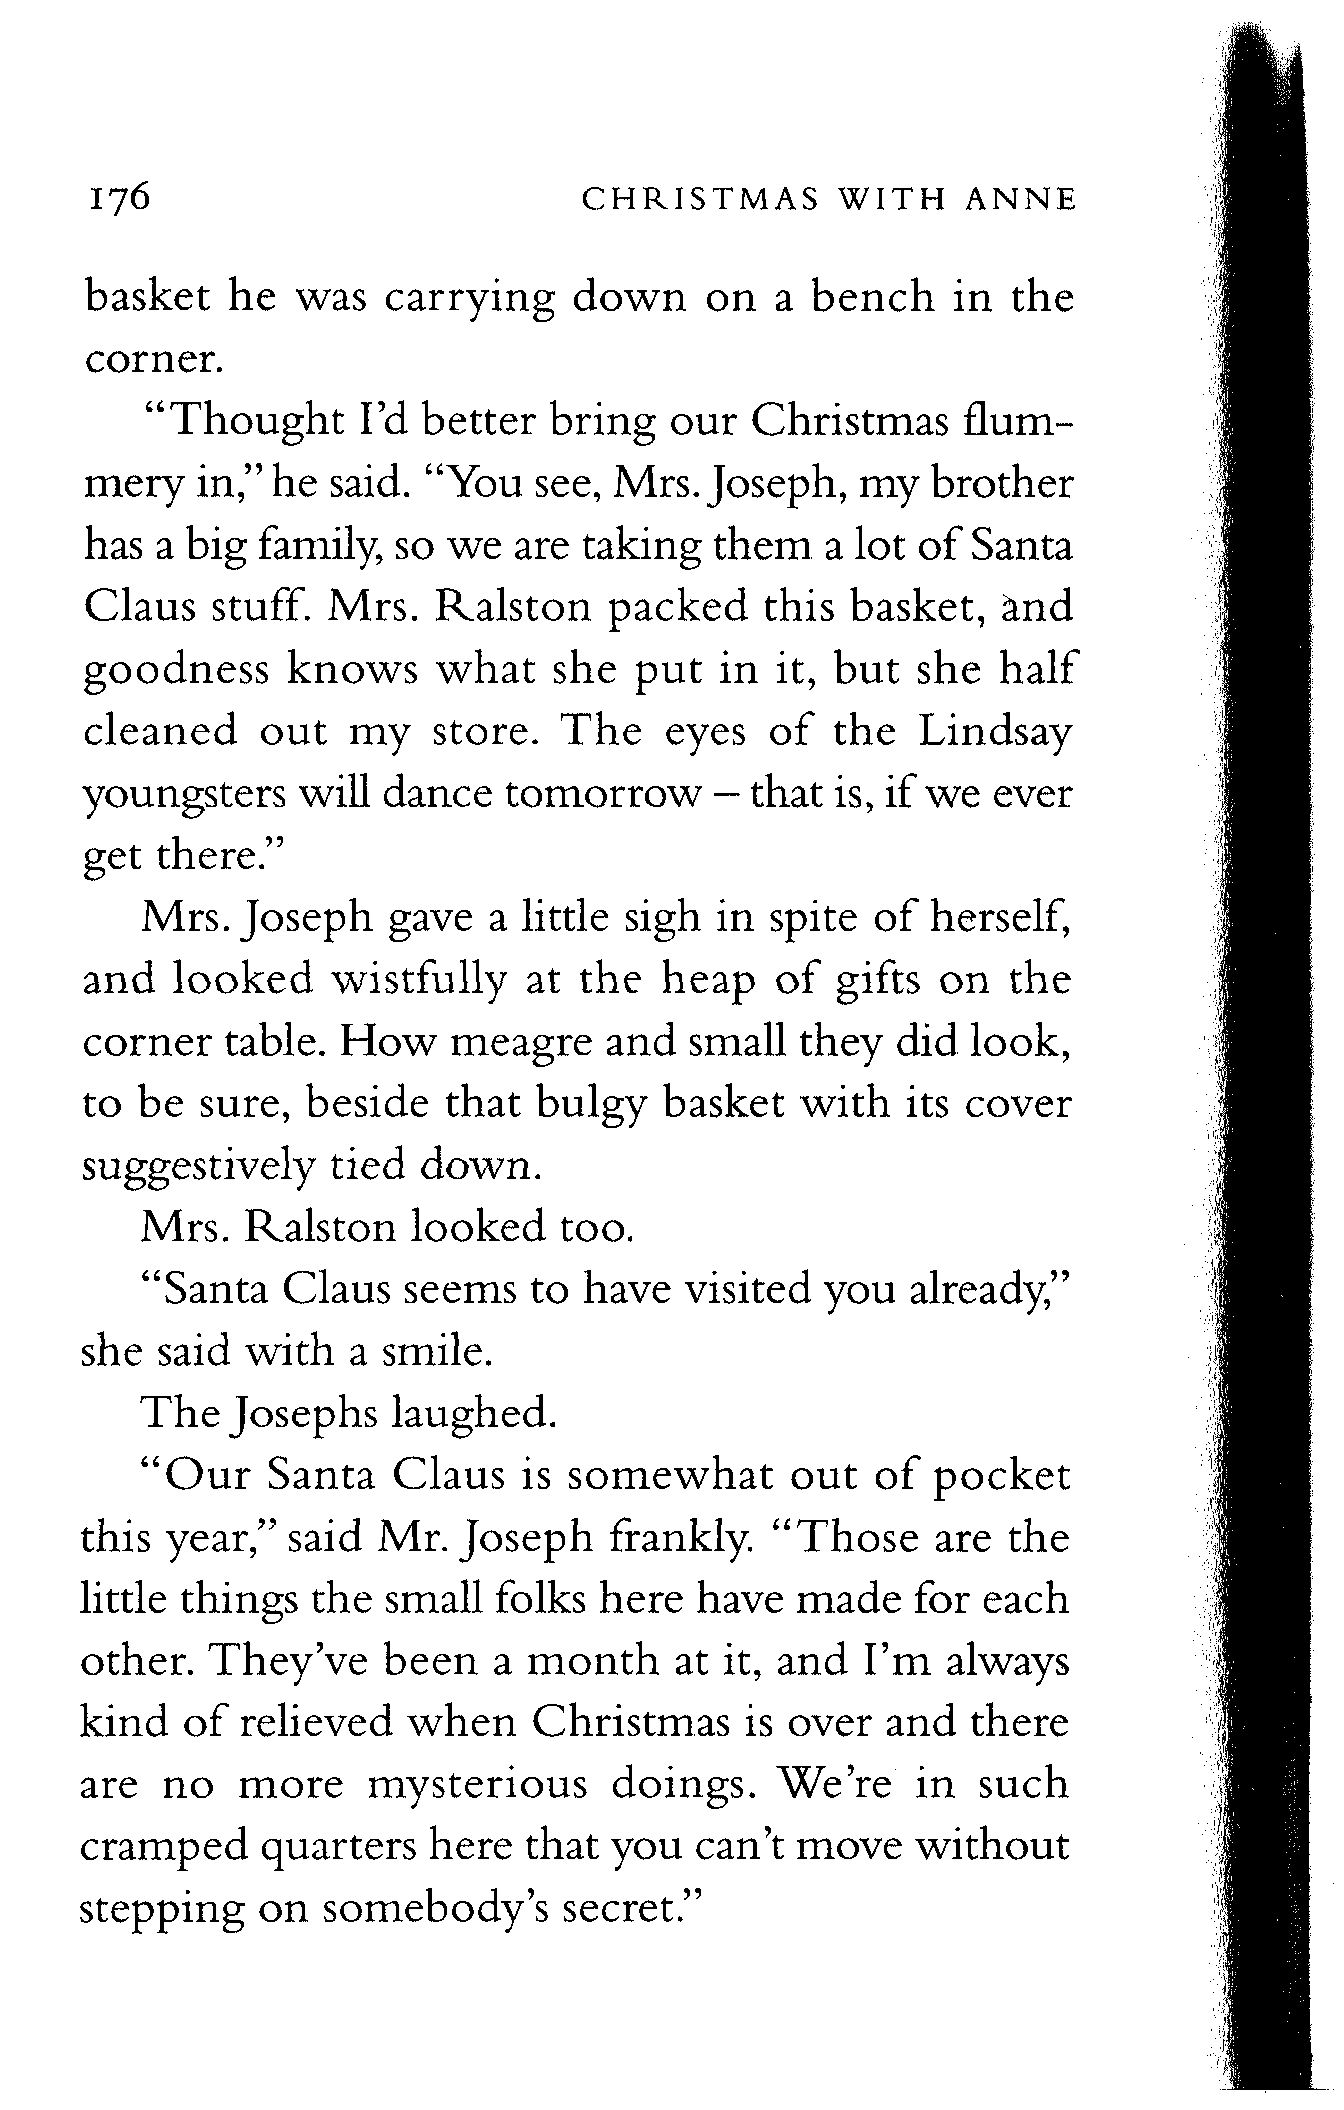 176 CHRISTMAS WITH ANNE
basket he was carrying down on a bench in the
corner.
“Thought I’d better bring our Christmas flum-
mery in,” he said. “You see, Mrs. Joseph, my brother
has a big family, so we are taking them a lot of Santa
Claus stuff. Mrs. Ralston packed this basket, and
goodness knows what she put in it, but she half
cleaned out my store. The eyes of the Lindsay
youngsters will dance tomorrow – that is, if we ever
get there.”
Mrs. Joseph gave a little sigh in spite of herself,
and looked wistfully at the heap of gifts on the
corner table. How meagre and small they did look,
to be sure, beside that bulgy basket with its cover
suggestively tied down.
Mrs. Ralston looked too.
“Santa Claus seems to have visited you already,”
she said with a smile.
The Josephs laughed.
“Our Santa Claus is somewhat out of pocket
this year,” said Mr. Joseph frankly. “Those are the
little things the small folks here have made for each
other. They’ve been a month at it, and I’m always
kind of relieved when Christmas is over and there
are no more mysterious doings. We’re in such
cramped quarters here that you can’t move without
stepping on somebody’s secret.”